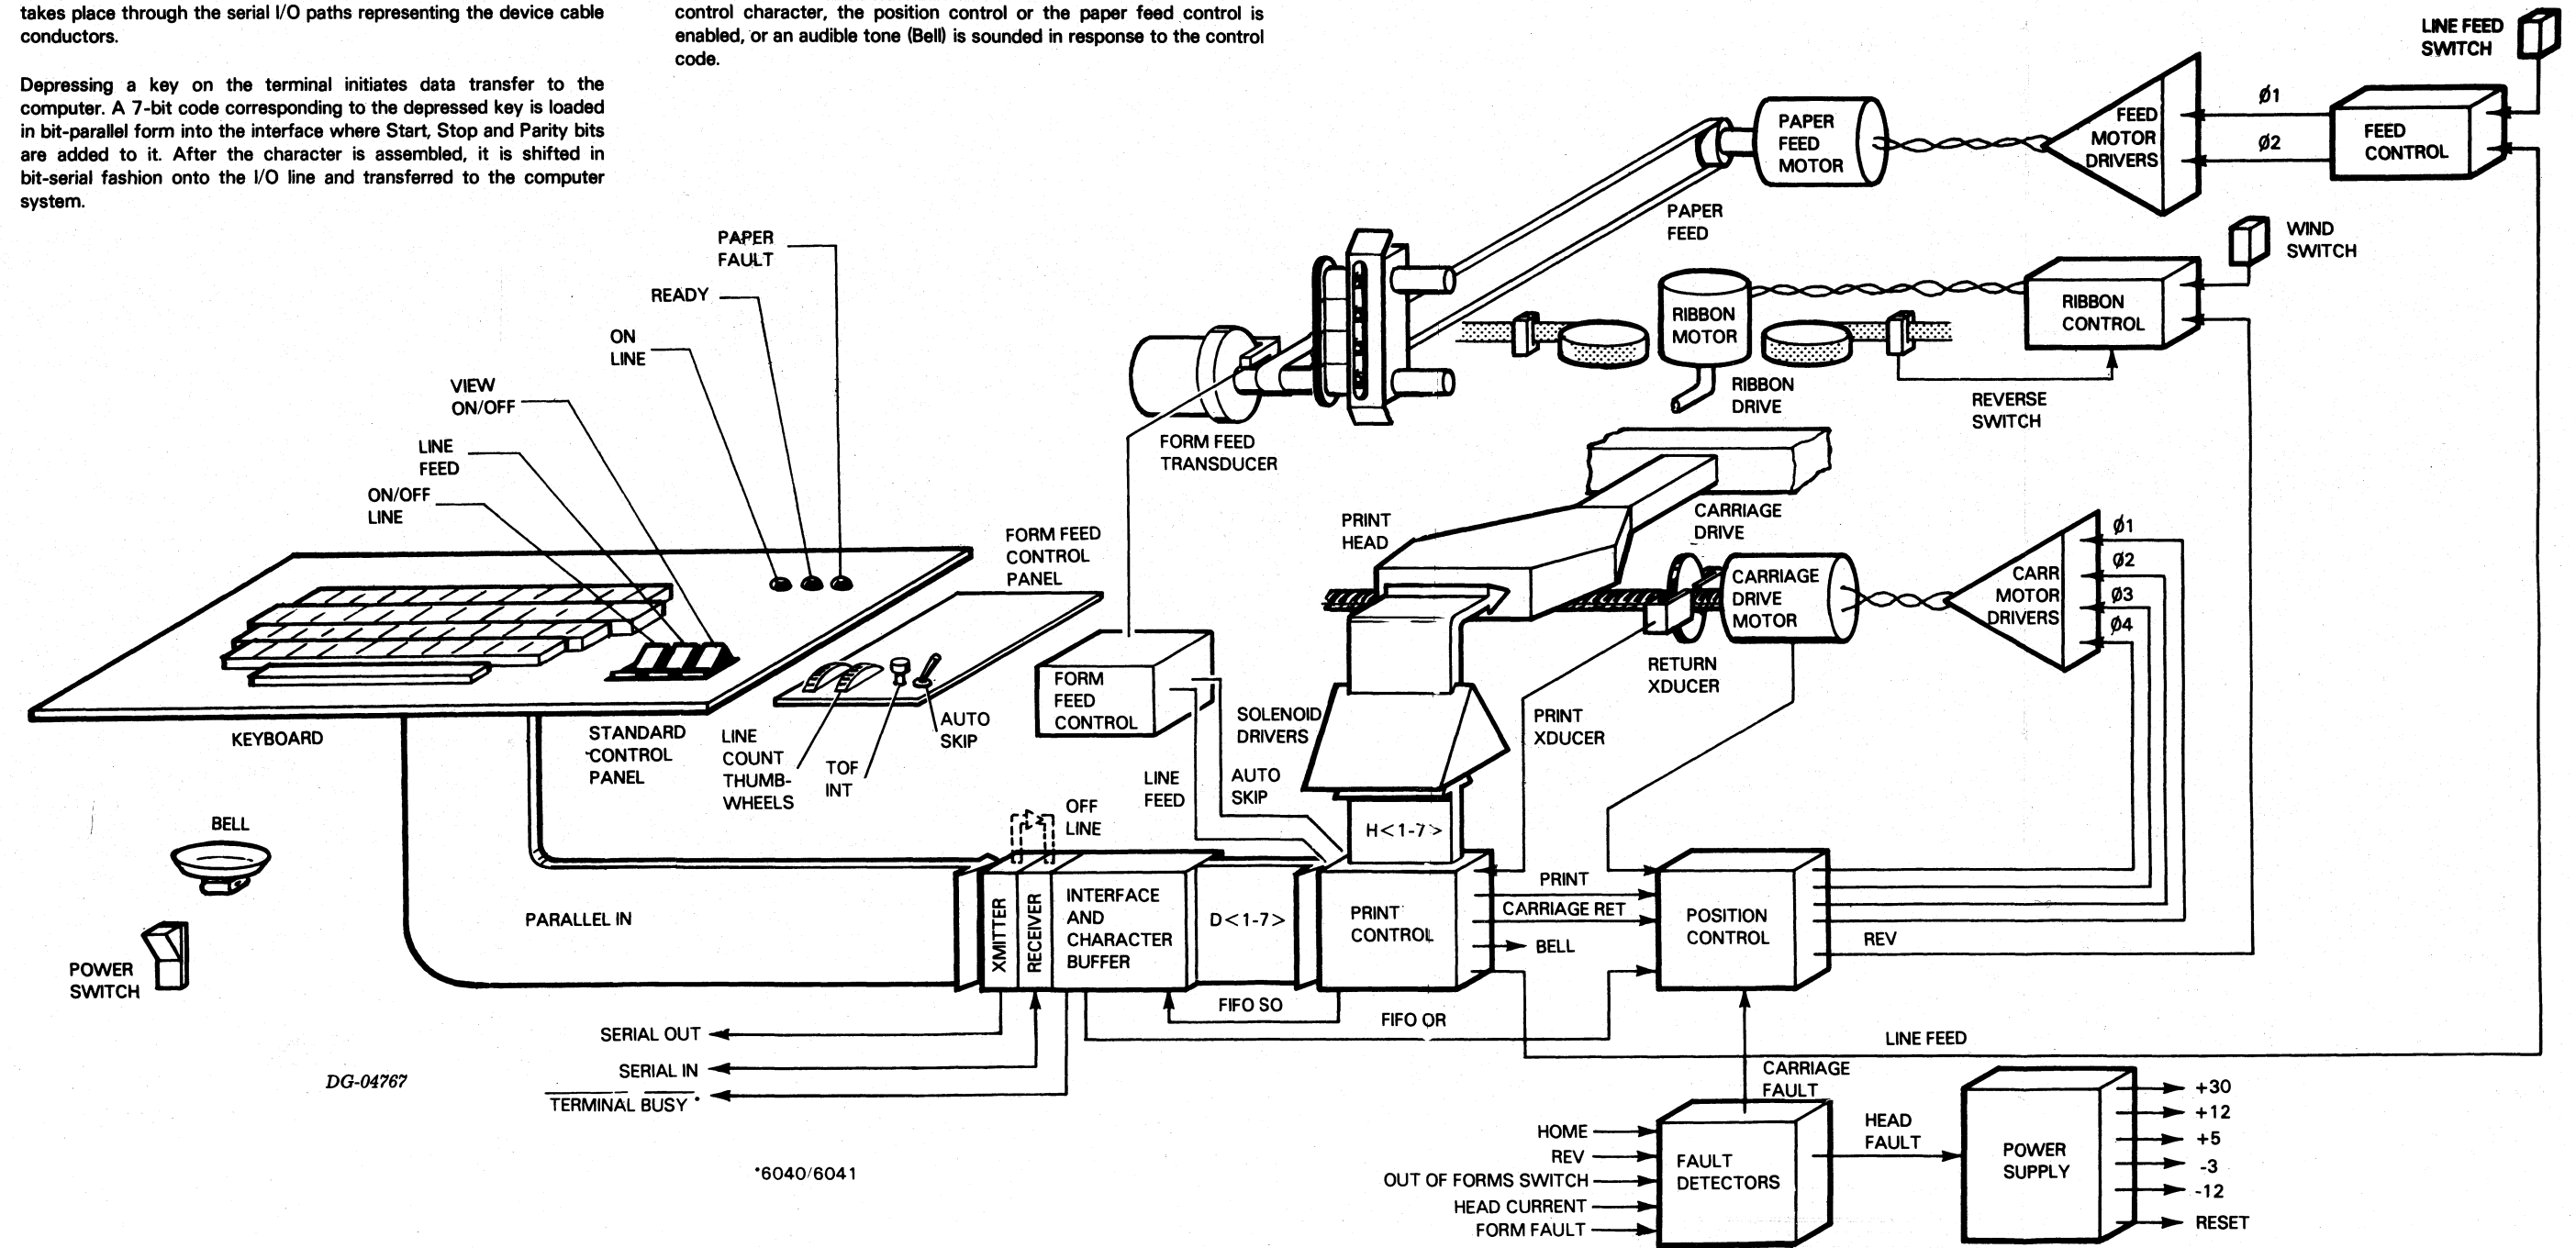 takes place through the serial I/O paths representing the device cable
conductors.
Depressing a key on the terminal initiates data transfer to the
computer. A 7-bit code corresponding to the depressed key is loaded
in bit-parallel form into the interface where Start, Stop and Parity bits
are added to it. After the character is assembled, it is shifted in
bit-serial fashion onto the I/O line and transferred to the computer
system.
control character, the position control or the paper feed control is
enabled, or an audible tone (Bell) is sounded in response to the control
code.
LINE FEED
SWITCH
PAPER
FEED
MOTOR
FEED
MOTOR
DRIVERS
Ø1
Ø2
FEED
CONTROL
PAPER
FEED
WIND
SWITCH
RIBBON
MOTOR
RIBBON
CONTROL
RIBBON
DRIVE
REVERSE
SWITCH
PAPER
FAULT
READY
ON
LINE
VIEW
ON/OFF
LINE
FEED
ON/OFF
LINE
FORM FEED
TRANSDUCER
FORM FEED
CONTROL
PANEL
PRINT
HEAD
CARRIAGE
DRIVE
CARRIAGE
DRIVE
MOTOR
CARR
MOTOR
DRIVERS
Ø1
Ø2
Ø3
Ø4
RETURN
XDUCER
PRINT
XDUCER
FORM
FEED
CONTROL
SOLENOID
DRIVERS
KEYBOARD
STANDARD
CONTROL
PANEL
LINE
COUNT
THUMB-
WHEELS
TOF
INT
AUTO
SKIP
LINE
FEED
AUTO
SKIP
OFF
LINE
H<1-7>
BELL
POWER
SWITCH
PARALLEL IN
XMITTER
RECEIVER
INTERFACE
AND
CHARACTER
BUFFER
D<1-7>
PRINT
CONTROL
PRINT
CARRIAGE RET
BELL
POSITION
CONTROL
REV
FIFO SO
FIFO OR
LINE FEED
SERIAL OUT
SERIAL IN
TERMINAL BUSY *
DG-04767
*6040/6041
CARRIAGE
FAULT
HOME
REV
OUT OF FORMS SWITCH
HEAD CURRENT
FORM FAULT
FAULT
DETECTORS
HEAD
FAULT
POWER
SUPPLY
+30
+12
+5
-3
-12
RESET